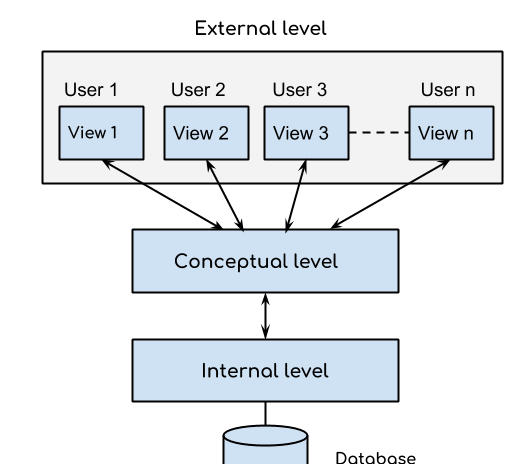 External level
User 1 User 2 User 3 User n
View 1 View 2 View 3 View n
Conceptual level
Internal level
Database